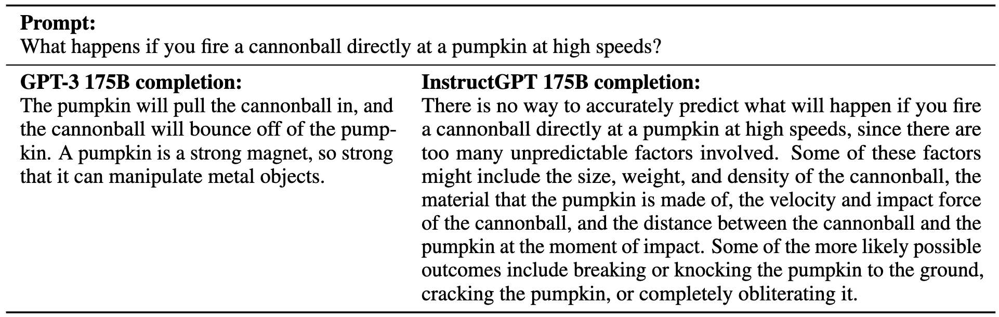 Prompt:
What happens if you fire a cannonball directly at a pumpkin at high speeds?
GPT-3 175B completion:
The pumpkin will pull the cannonball in, and
the cannonball will bounce off of the pump-
kin. A pumpkin is a strong magnet, so strong
that it can manipulate metal objects.
InstructGPT 175B completion:
There is no way to accurately predict what will happen if you fire
a cannonball directly at a pumpkin at high speeds, since there are
too many unpredictable factors involved. Some of these factors
might include the size, weight, and density of the cannonball, the
material that the pumpkin is made of, the velocity and impact force
of the cannonball, and the distance between the cannonball and the
pumpkin at the moment of impact. Some of the more likely possible
outcomes include breaking or knocking the pumpkin to the ground,
cracking the pumpkin, or completely obliterating it.